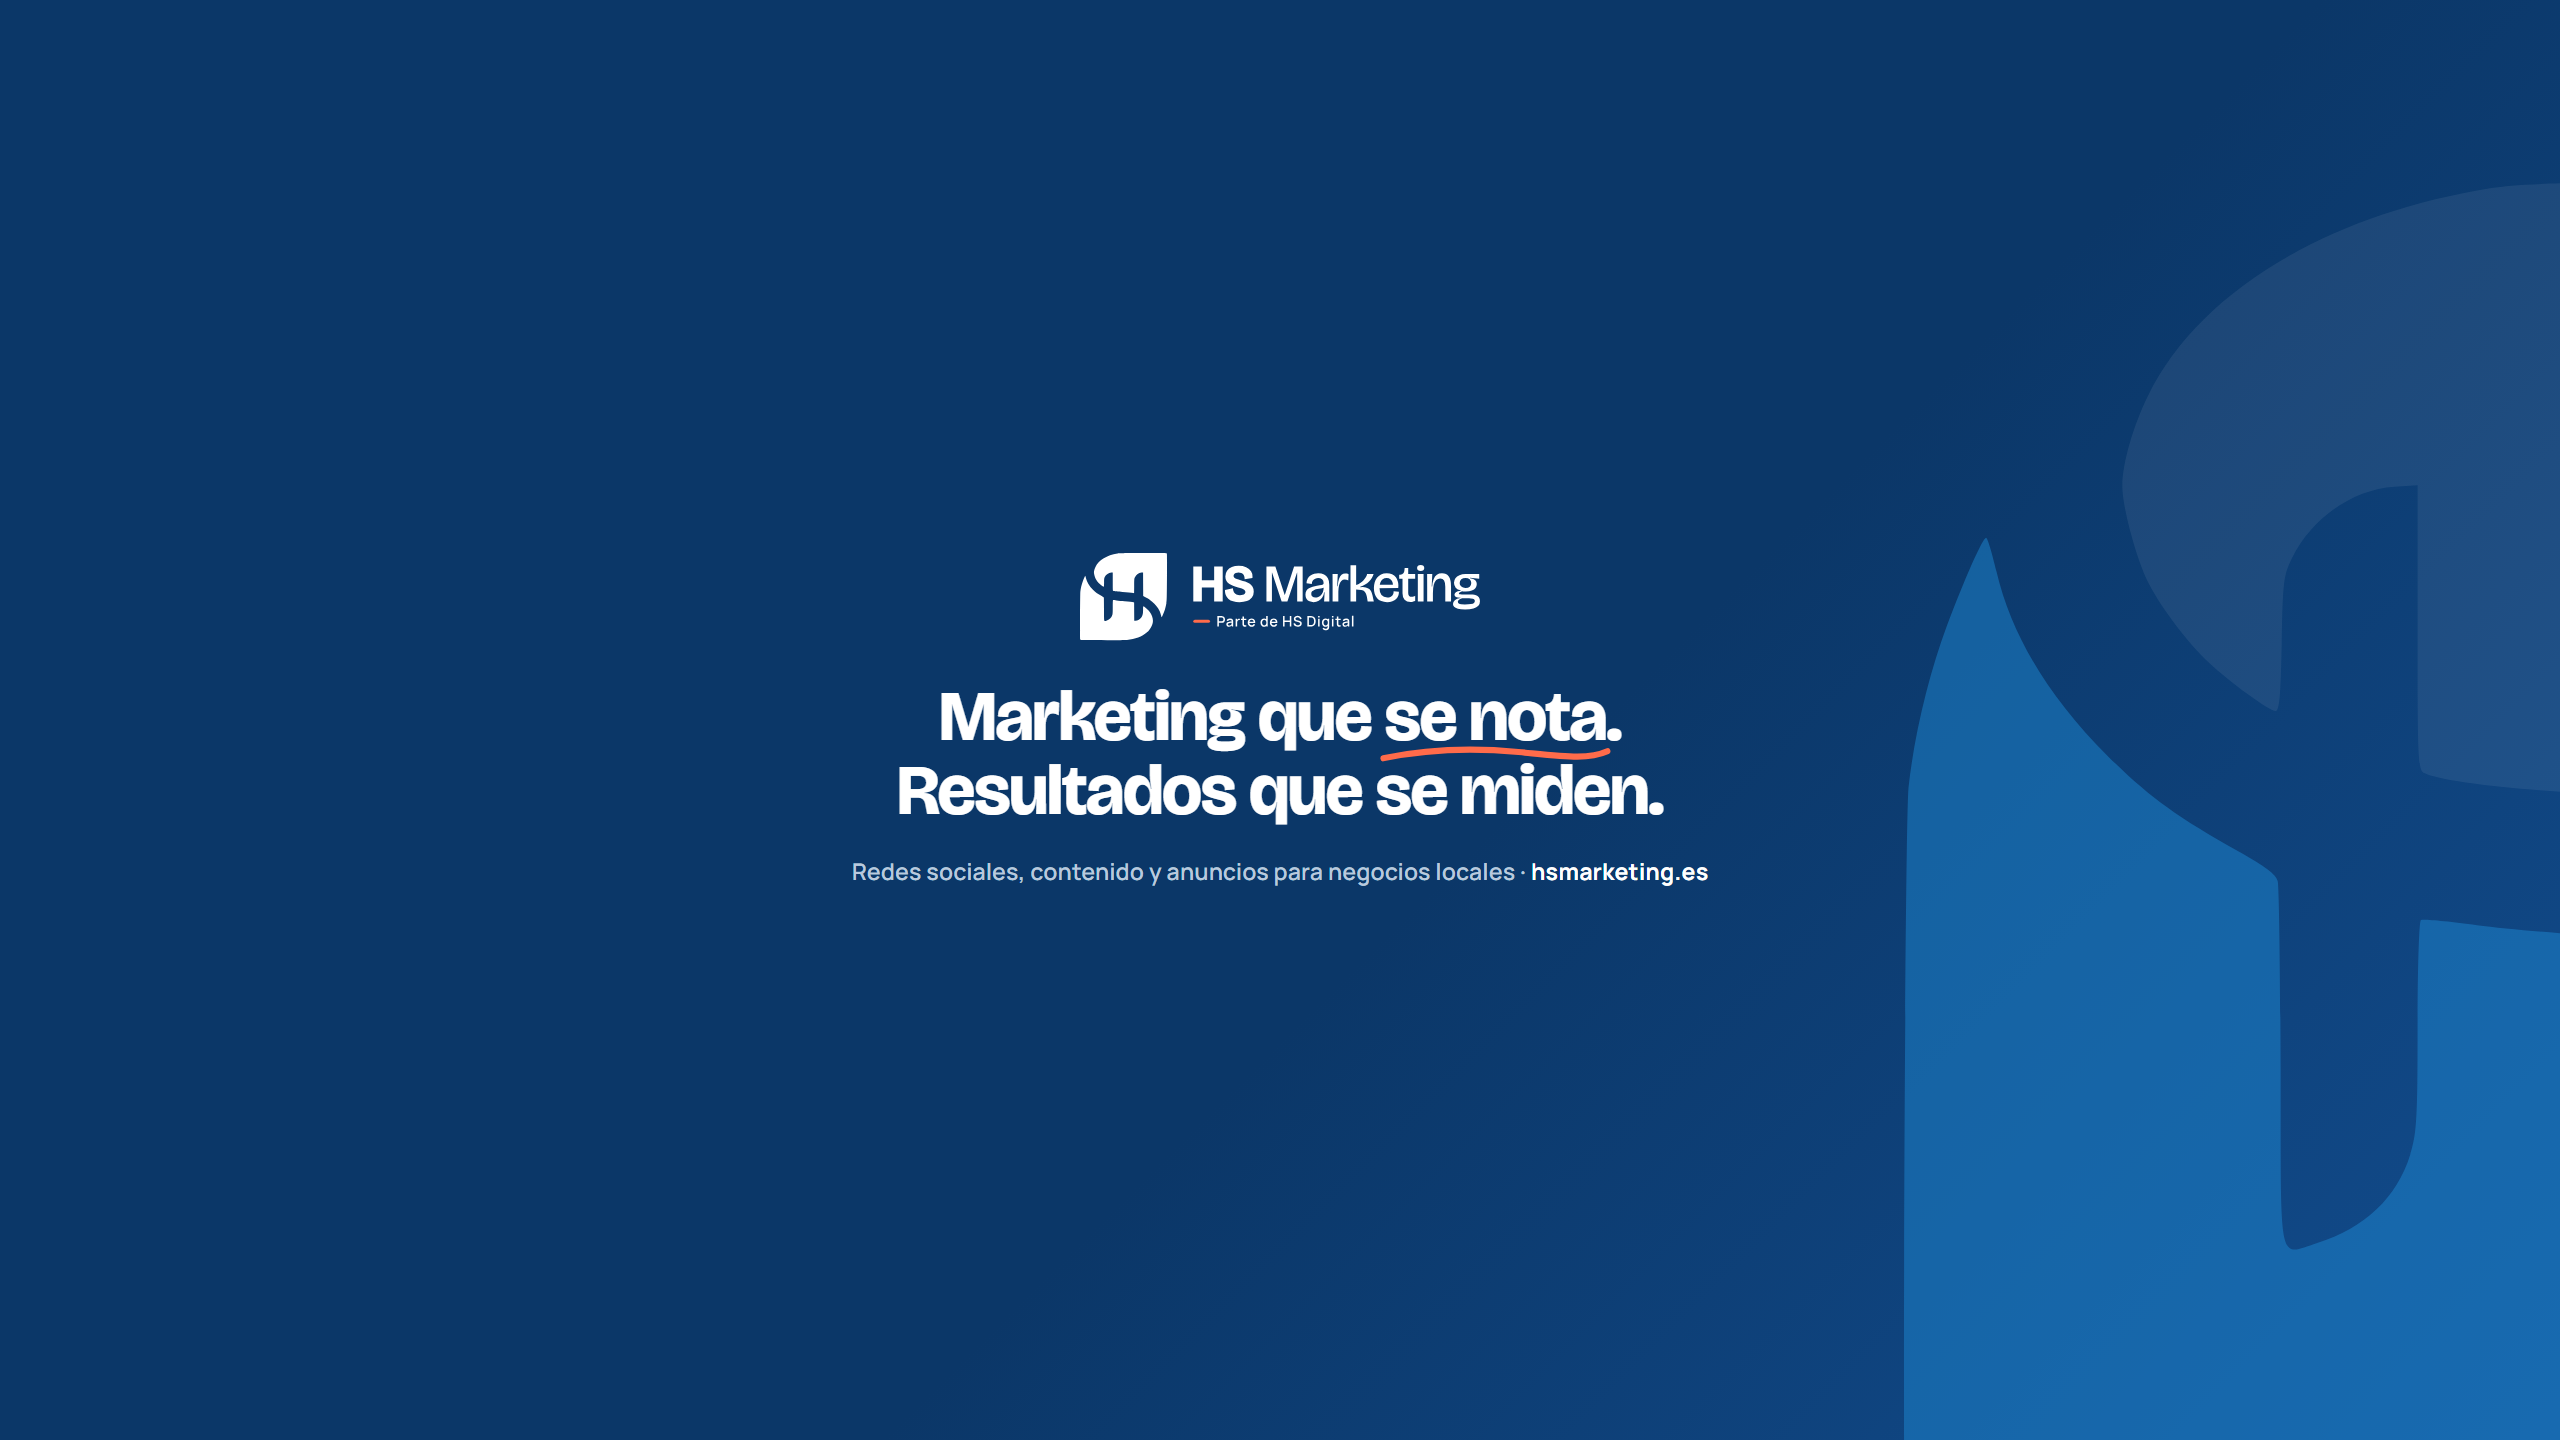 HS Marketing
Parte de HS Digital
Marketing que se nota.
Resultados que se miden.
Redes sociales, contenido y anuncios para negocios locales · hsmarketing.es